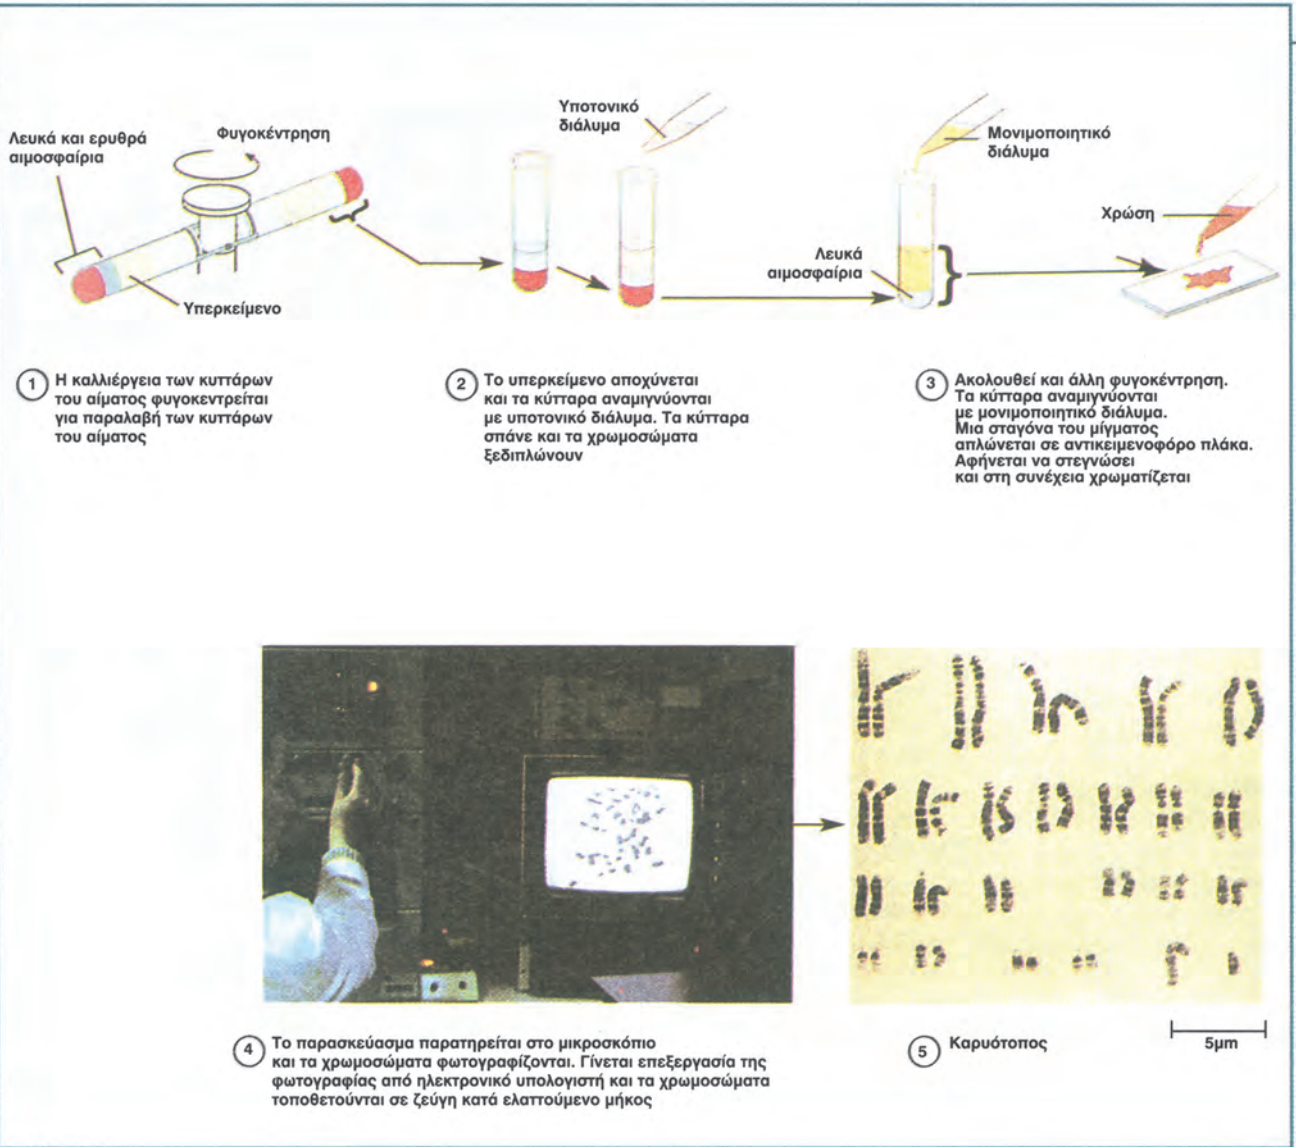 Λευκά και ερυθρά
αιμοσφαίρια
Φυγοκέντρηση
Υπερκείμενο
Υποτονικό
διάλυμα
Μονιμοποιητικό
διάλυμα
Λευκά
αιμοσφαίρια
Χρώση
1 Η καλλιέργεια των κυττάρων
του αίματος φυγοκεντρείται
για παραλαβή των κυττάρων
του αίματος
2 Το υπερκείμενο αποχύνεται
και τα κύτταρα αναμιγνύονται
με υποτονικό διάλυμα. Τα κύτταρα
σπάνε και τα χρωμοσώματα
ξεδιπλώνουν
3 Ακολουθεί και άλλη φυγοκέντρηση.
Τα κύτταρα αναμιγνύονται
με μονιμοποιητικό διάλυμα.
Μια σταγόνα του μίγματος
απλώνεται σε αντικειμενοφόρο πλάκα.
Αφήνεται να στεγνώσει
και στη συνέχεια χρωματίζεται
4 Το παρασκεύασμα παρατηρείται στο μικροσκόπιο
και τα χρωμοσώματα φωτογραφίζονται. Γίνεται επεξεργασία της
φωτογραφίας από ηλεκτρονικό υπολογιστή και τα χρωμοσώματα
τοποθετούνται σε ζεύγη κατά ελαττούμενο μήκος
5 Καρυότοπος
5μm